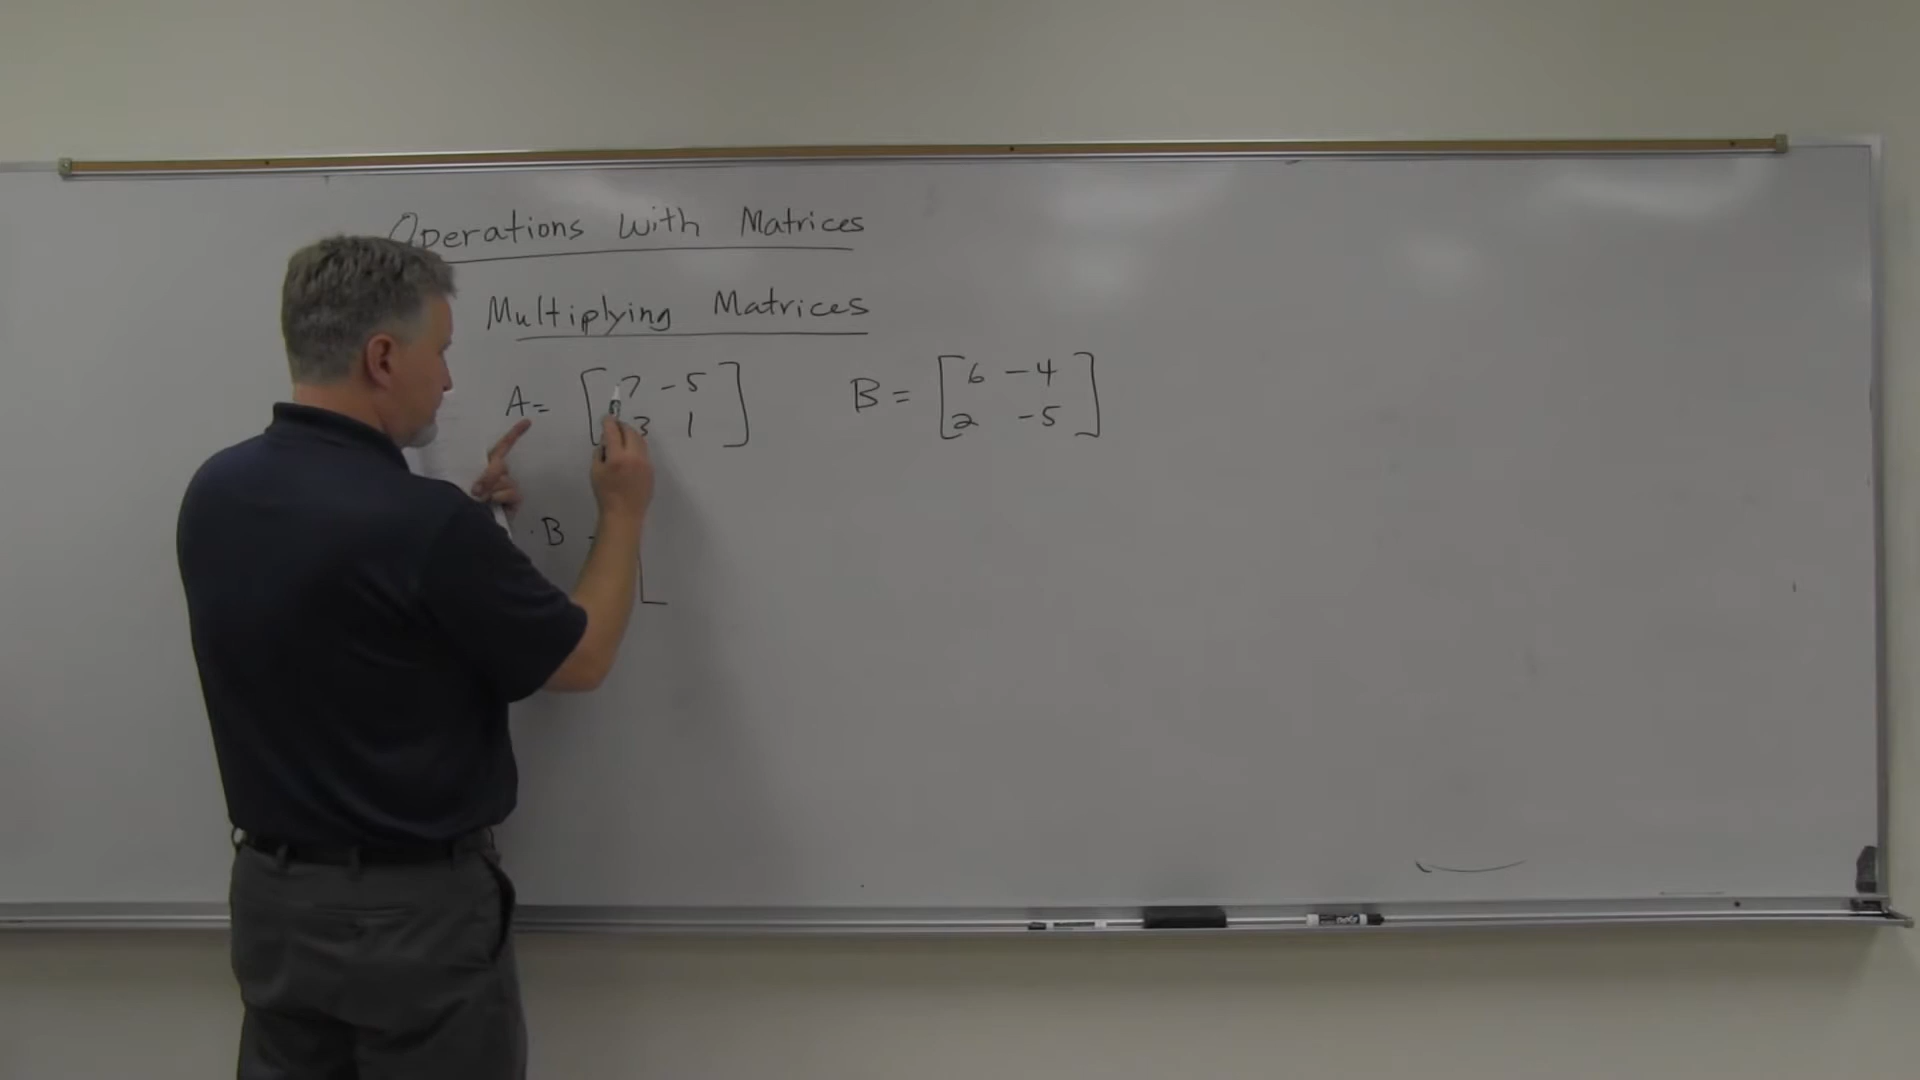 Operations with Matrices
Multiplying Matrices
A = [ 7 -5 B = [ 6 -4 ]
3 1 ] 2 -5
· B